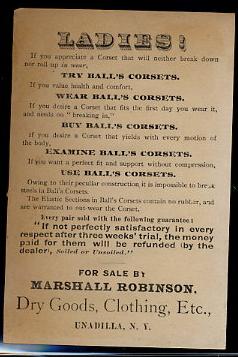 LADIES!
If you appreciate a Corset that will neither break down
nor roll up in wear,
TRY BALL'S CORSETS.
If you value health and comfort,
WEAR BALL'S CORSETS.
If you desire a Corset that fits the first day you wear it,
and needs no "breaking in,"
BUY BALL'S CORSETS.
If you desire a Corset that yields with every motion of
the body,
EXAMINE BALL'S CORSETS.
If you want a perfect fit and support without compression,
USE BALL'S CORSETS.
Owing to their peculiar construction it is impossible to break
steels in Ball's Corsets.
The Elastic Sections in Ball's Corsets contain no rubber, and
are warranted to out-wear the Corset.
Every pair sold with the following guarantee:
"If not perfectly satisfactory in every
respect after three weeks' trial, the money
paid for them will be refunded (by the
dealer), Soiled or Unsoiled."
FOR SALE BY
MARSHALL ROBINSON,
Dry Goods, Clothing, Etc.,
UNADILLA, N. Y.